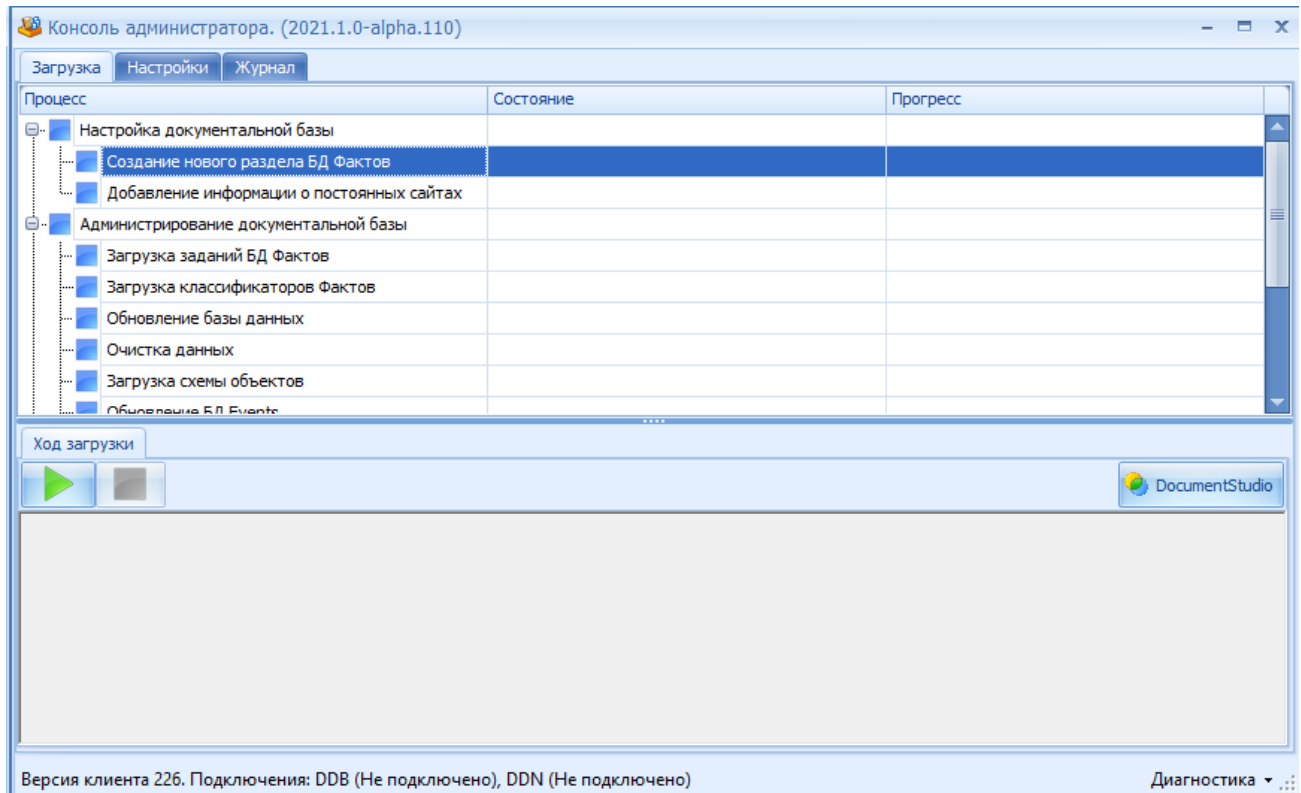 Консоль администратора. (2021.1.0-alpha.110)
Загрузка Настройки Журнал
Процесс Состояние Прогресс
Настройка документальной базы
Создание нового раздела БД Фактов
Добавление информации о постоянных сайтах
Администрирование документальной базы
Загрузка заданий БД Фактов
Загрузка классификаторов Фактов
Обновление базы данных
Очистка данных
Загрузка схемы объектов
Обновление БД Events
Ход загрузки
DocumentStudio
Версия клиента 226. Подключения: DDB (Не подключено), DDN (Не подключено) Диагностика